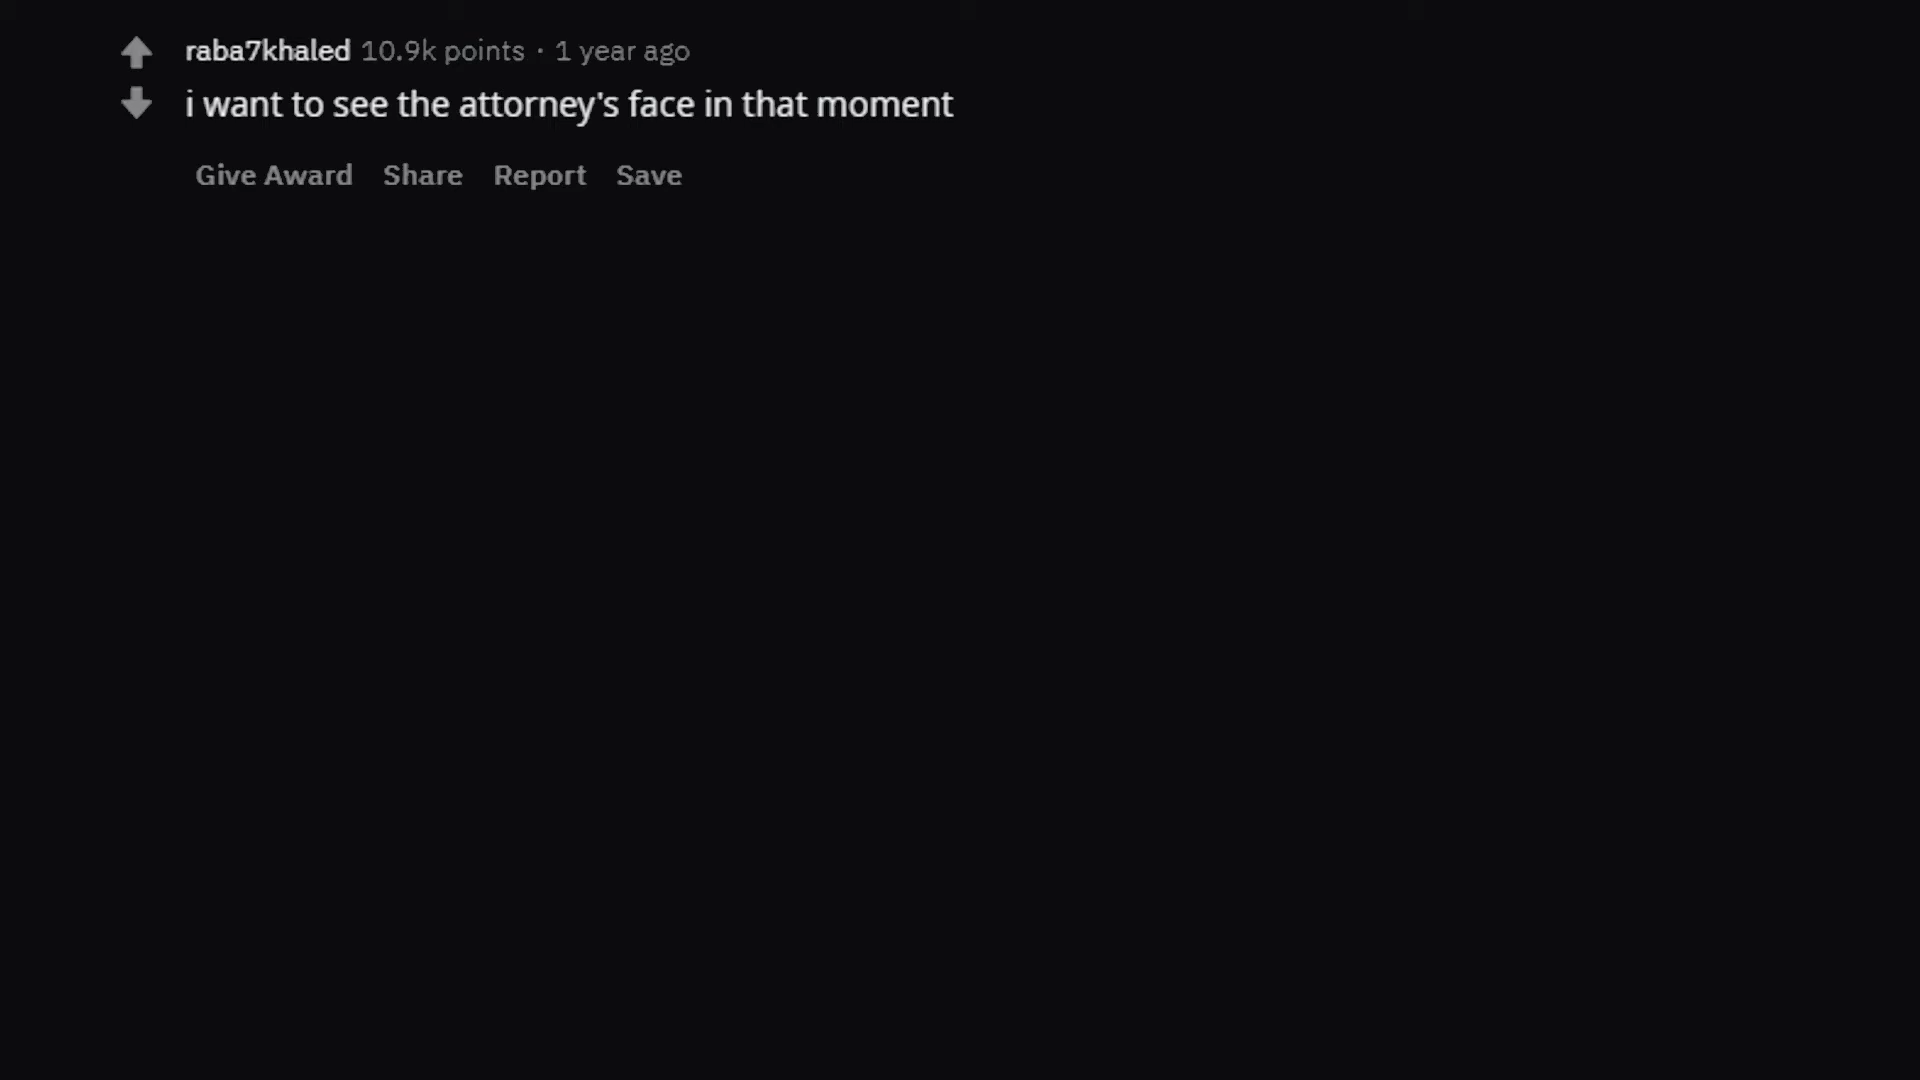 raba7khaled 10.9k points · 1 year ago
i want to see the attorney's face in that moment
Give Award Share Report Save